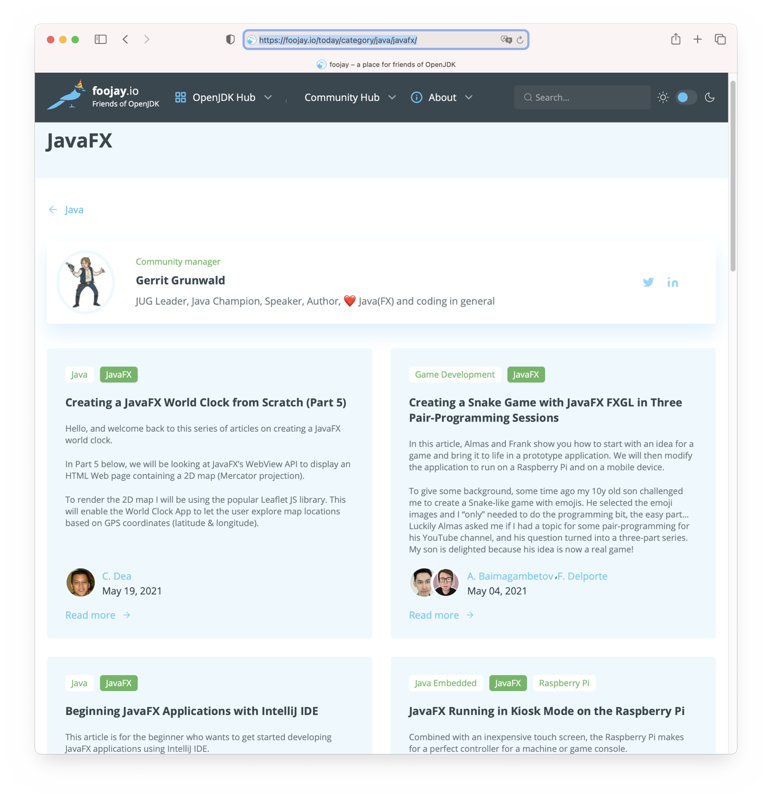 https://foojay.io/today/category/java/javafx/
foojay – a place for friends of OpenJDK
foojay.io
Friends of OpenJDK
OpenJDK Hub
Community Hub
About
Search...
JavaFX
← Java
Community manager
Gerrit Grunwald
JUG Leader, Java Champion, Speaker, Author, ❤️ Java(FX) and coding in general
Java JavaFX
Creating a JavaFX World Clock from Scratch (Part 5)
Hello, and welcome back to this series of articles on creating a JavaFX
world clock.
In Part 5 below, we will be looking at JavaFX's WebView API to display an
HTML Web page containing a 2D map (Mercator projection).
To render the 2D map I will be using the popular Leaflet JS library. This
will enable the World Clock App to let the user explore map locations
based on GPS coordinates (latitude & longitude).
C. Dea
May 19, 2021
Read more →
Game Development JavaFX
Creating a Snake Game with JavaFX FXGL in Three
Pair-Programming Sessions
In this article, Almas and Frank show you how to start with an idea for a
game and bring it to life in a prototype application. We will then modify
the application to run on a Raspberry Pi and on a mobile device.
To give some background, some time ago my 10y old son challenged
me to create a Snake-like game with emojis. He selected the emoji
images and I “only” needed to do the programming bit, the easy part...
Luckily Almas asked me if I had a topic for some pair-programming for
his YouTube channel, and his question turned into a three-part series.
My son is delighted because his idea is now a real game!
A. Baimagambetov, F. Delporte
May 04, 2021
Read more →
Java JavaFX
Beginning JavaFX Applications with IntelliJ IDE
This article is for the beginner who wants to get started developing
JavaFX applications using IntelliJ IDE.
Java Embedded JavaFX Raspberry Pi
JavaFX Running in Kiosk Mode on the Raspberry Pi
Combined with an inexpensive touch screen, the Raspberry Pi makes
for a perfect controller for a machine or game console.